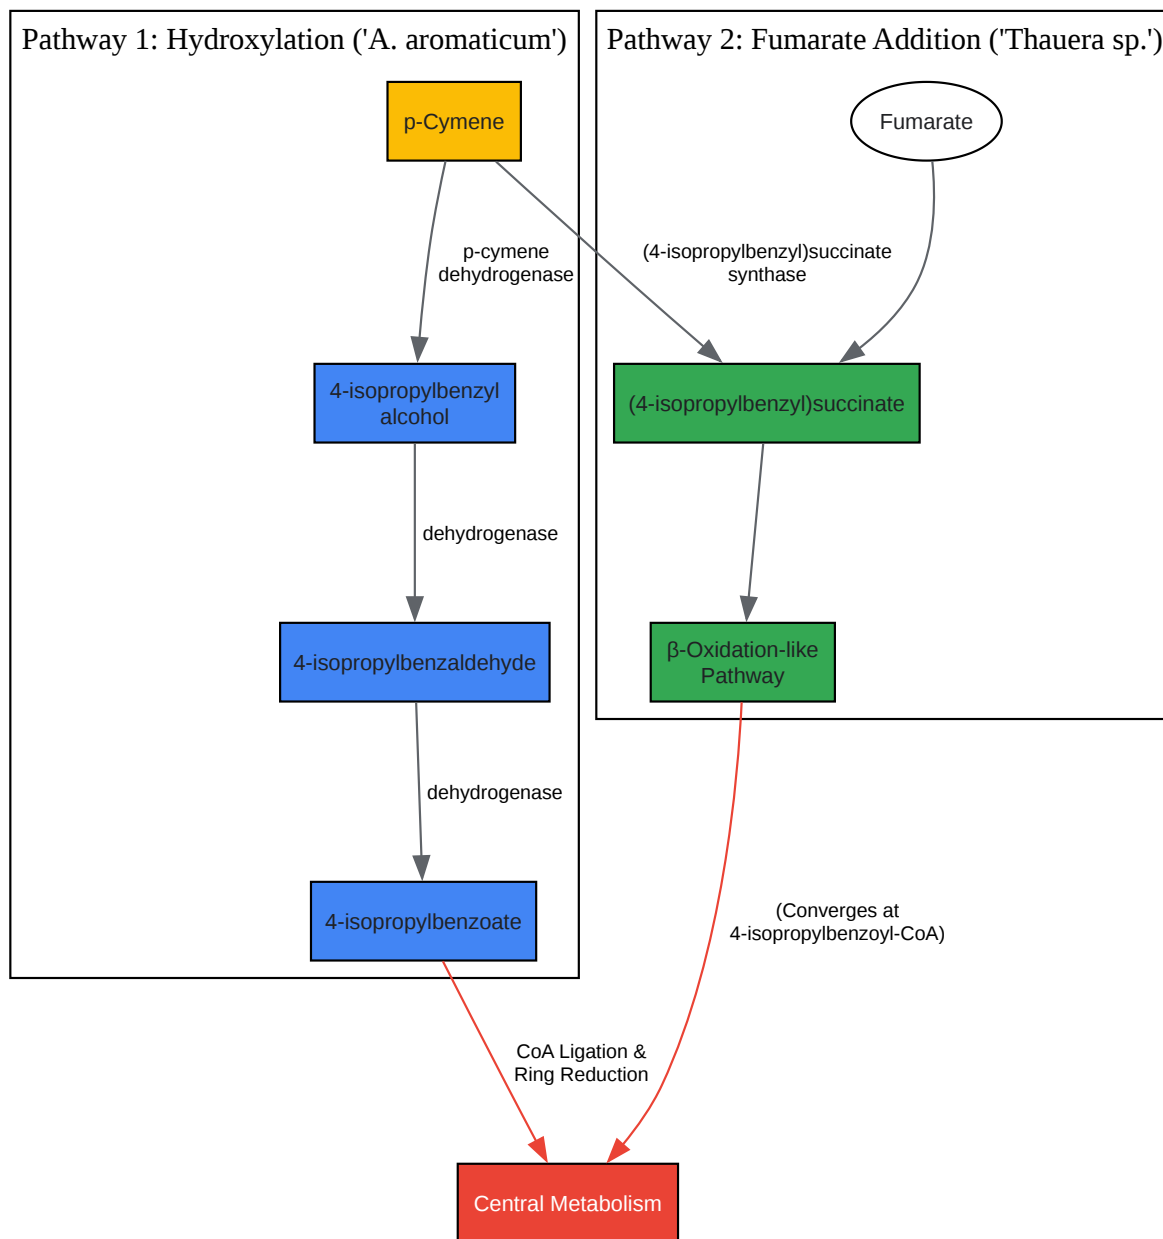 Pathway 1: Hydroxylation ('A. aromaticum')
Pathway 2: Fumarate Addition ('Thauera sp.')
p-Cymene
Fumarate
p-cymene
dehydrogenase
(4-isopropylbenzyl)succinate
synthase
4-isopropylbenzyl
alcohol
(4-isopropylbenzyl)succinate
dehydrogenase
4-isopropylbenzaldehyde
β-Oxidation-like
Pathway
dehydrogenase
4-isopropylbenzoate
(Converges at
4-isopropylbenzoyl-CoA)
CoA Ligation &
Ring Reduction
Central Metabolism